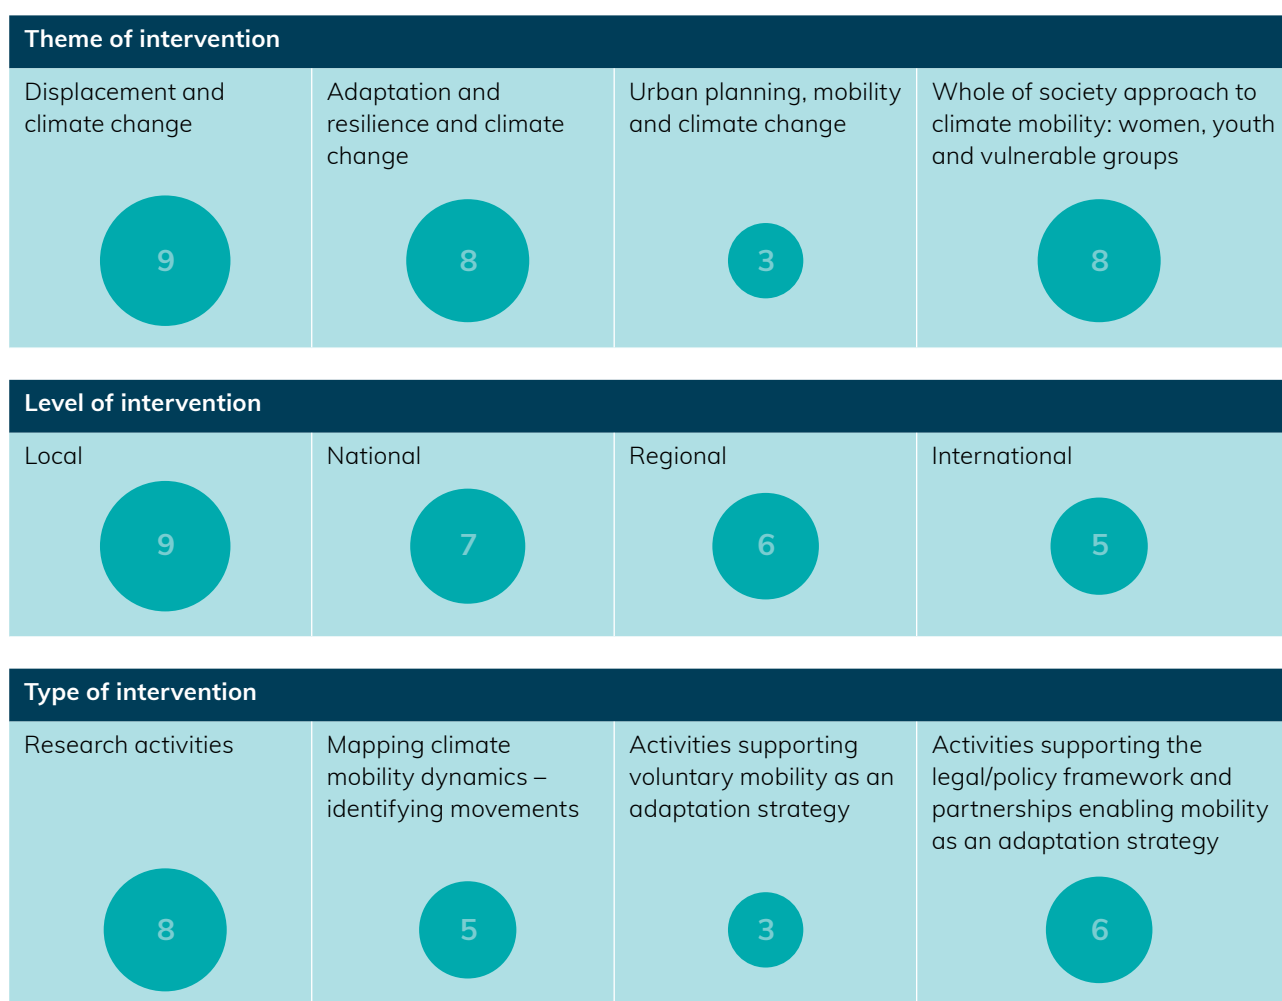 Theme of intervention
Displacement and
climate change
9
Adaptation and
resilience and climate
change
8
Urban planning, mobility
and climate change
3
Whole of society approach to
climate mobility: women, youth
and vulnerable groups
8
Level of intervention
Local
9
National
7
Regional
6
International
5
Type of intervention
Research activities
8
Mapping climate
mobility dynamics –
identifying movements
5
Activities supporting
voluntary mobility as an
adaptation strategy
3
Activities supporting the
legal/policy framework and
partnerships enabling mobility
as an adaptation strategy
6